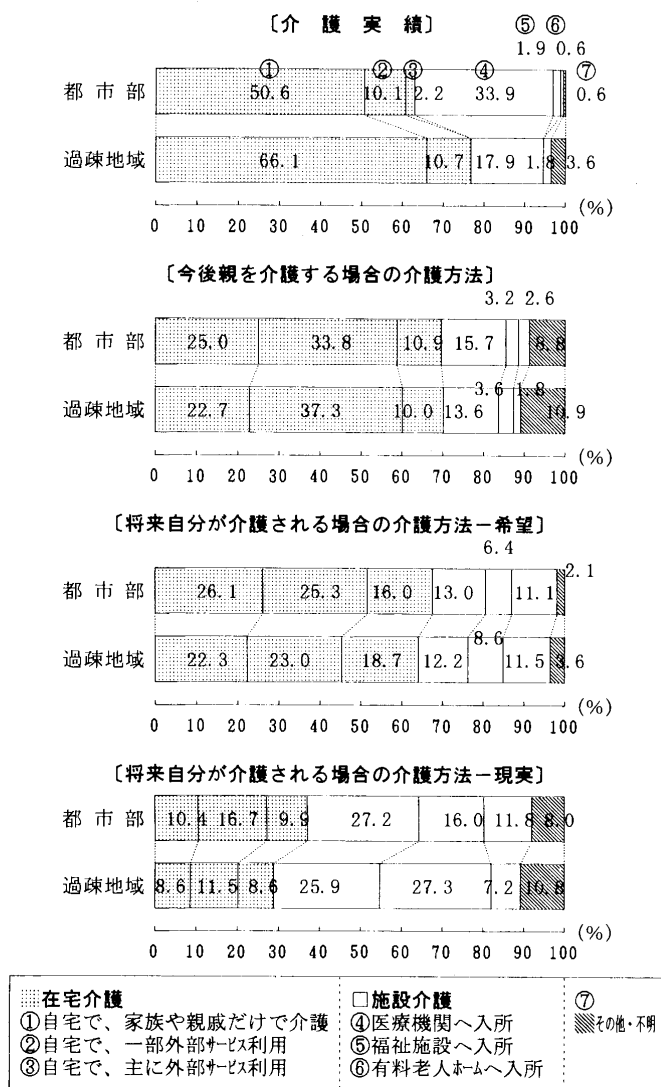 〔介　護　実　績〕
⑤ ⑥
1.9 0.6
① ② ③ ④ ⑦
都 市 部 50.6 10.1 2.2 33.9 0.6
過疎地域 66.1 10.7 17.9 1.8 3.6
0 10 20 30 40 50 60 70 80 90 100 (%)
〔今後親を介護する場合の介護方法〕
3.2 2.6
都 市 部 25.0 33.8 10.9 15.7 8.8
3.6 1.8
過疎地域 22.7 37.3 10.0 13.6 10.9
0 10 20 30 40 50 60 70 80 90 100 (%)
〔将来自分が介護される場合の介護方法－希望〕
6.4
2.1
都 市 部 26.1 25.3 16.0 13.0 11.1
8.6
過疎地域 22.3 23.0 18.7 12.2 11.5 3.6
0 10 20 30 40 50 60 70 80 90 100 (%)
〔将来自分が介護される場合の介護方法－現実〕
都 市 部 10.4 16.7 9.9 27.2 16.0 11.8 8.0
過疎地域 8.6 11.5 8.6 25.9 27.3 7.2 10.8
0 10 20 30 40 50 60 70 80 90 100 (%)
在宅介護
①自宅で、家族や親戚だけで介護
②自宅で、一部外部サービス利用
③自宅で、主に外部サービス利用
施設介護
④医療機関へ入所
⑤福祉施設へ入所
⑥有料老人ホームへ入所
⑦
その他・不明